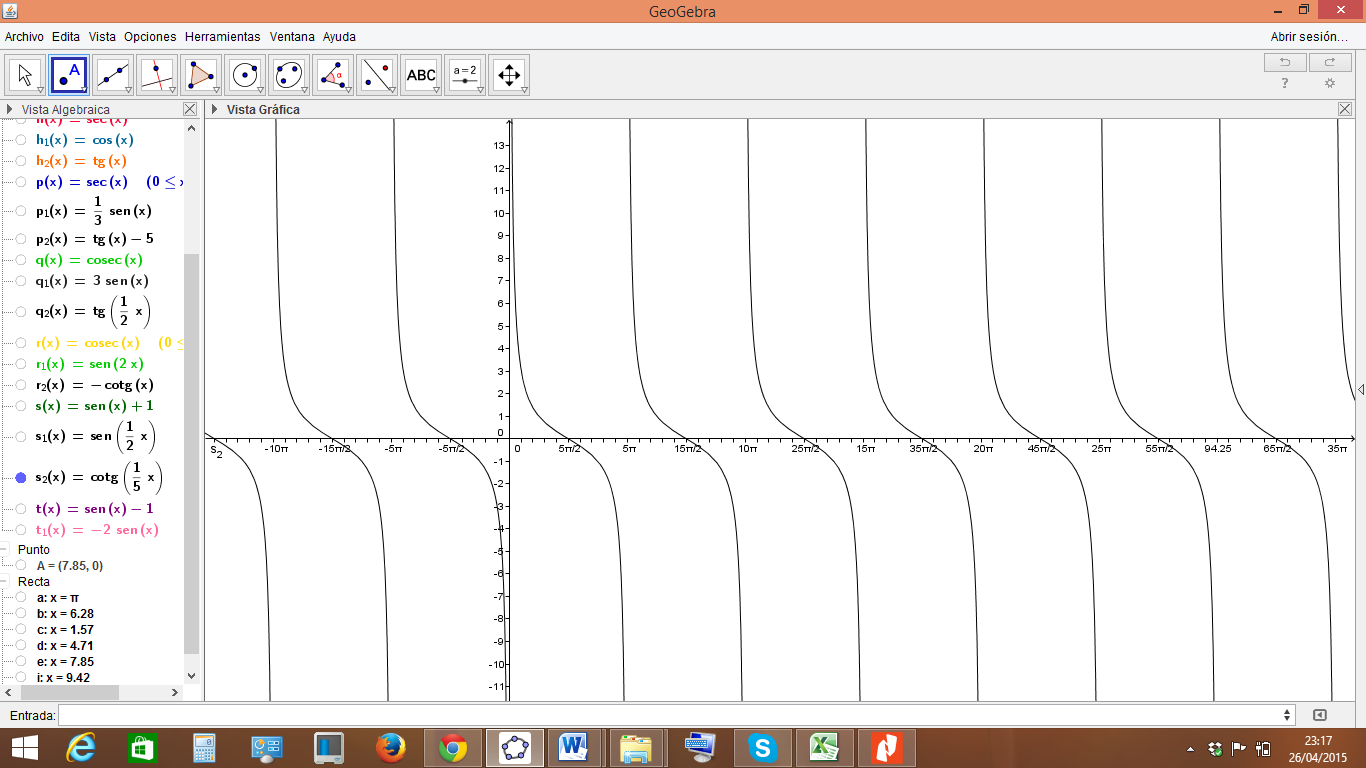 GeoGebra
Archivo Edita Vista Opciones Herramientas Ventana Ayuda Abrir sesión...
A α ABC a=2
Vista Algebraica Vista Gráfica
h(x) = sec(x)
h₁(x) = cos(x)
h₂(x) = tg(x)
p(x) = sec(x) (0 ≤ x
p₁(x) = 1/3 sen(x)
p₂(x) = tg(x) − 5
q(x) = cosec(x)
q₁(x) = 3 sen(x)
q₂(x) = tg(1/2 x)
r(x) = cosec(x) (0 ≤
r₁(x) = sen(2 x)
r₂(x) = −cotg(x)
s(x) = sen(x) + 1
s₁(x) = sen(1/2 x)
s₂(x) = cotg(1/5 x)
t(x) = sen(x) − 1
t₁(x) = −2 sen(x)
Punto
A = (7.85, 0)
Recta
a: x = π
b: x = 6.28
c: x = 1.57
d: x = 4.71
e: x = 7.85
i: x = 9.42
13
12
11
10
9
8
7
6
5
4
3
2
1
0
s₂ -10π -15π/2 -5π -5π/2 0 5π/2 5π 15π/2 10π 25π/2 15π 35π/2 20π 45π/2 25π 55π/2 94.25 65π/2 35π
-1
-2
-3
-4
-5
-6
-7
-8
-9
-10
-11
Entrada:
23:17
26/04/2015